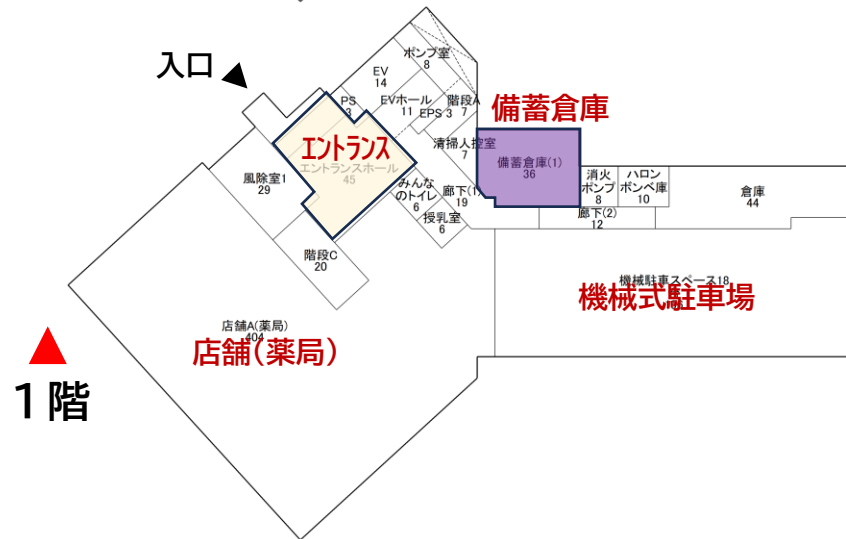 入口
ポンプ室
8
EV
14
PS
3
EVホール
11
EPS 3
階段A
7
備蓄倉庫
清掃人控室
7
備蓄倉庫(1)
36
エントランス
エントランスホール
45
風除室1
29
みんな
のトイレ
6
廊下(1)
19
授乳室
6
消火
ポンプ
8
ハロン
ボンベ庫
10
倉庫
44
廊下(2)
12
階段C
20
機械駐車スペース18
機械式駐車場
店舗A(薬局)
404
店舗(薬局)
1階